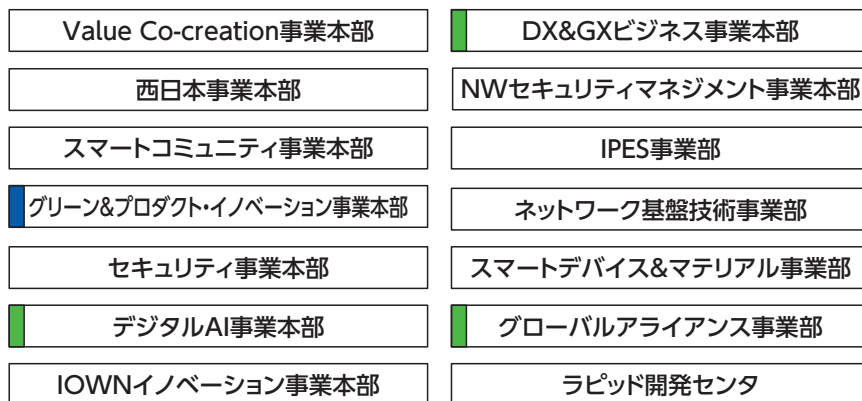 Value Co-creation事業本部
西日本事業本部
スマートコミュニティ事業本部
グリーン&プロダクト・イノベーション事業本部
セキュリティ事業本部
デジタルAI事業本部
IOWNイノベーション事業本部
DX&GXビジネス事業本部
NWセキュリティマネジメント事業本部
IPES事業部
ネットワーク基盤技術事業部
スマートデバイス&マテリアル事業部
グローバルアライアンス事業部
ラピッド開発センタ